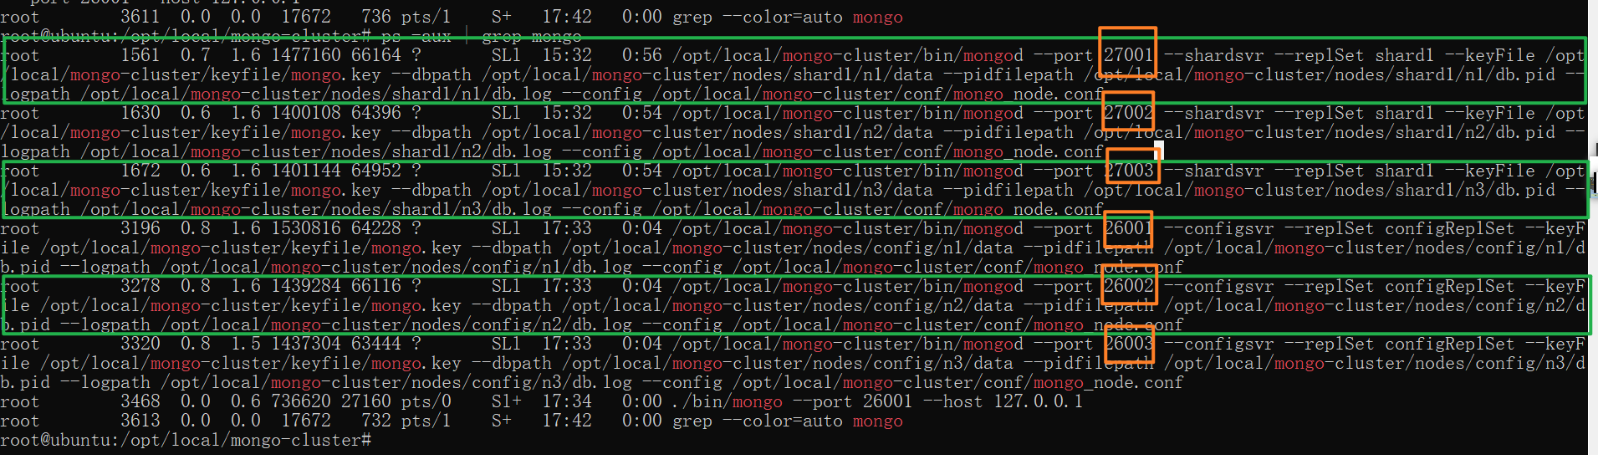 port 26001 --host 127.0.0.1
root 3611 0.0 0.0 17672 736 pts/1 S+ 17:42 0:00 grep --color=auto mongo
root@ubuntu:/opt/local/mongo-cluster# ps -aux | grep mongo
root 1561 0.7 1.6 1477160 66164 ? SLl 15:32 0:56 /opt/local/mongo-cluster/bin/mongod --port 27001 --shardsvr --replSet shard1 --keyFile /opt
/local/mongo-cluster/keyfile/mongo.key --dbpath /opt/local/mongo-cluster/nodes/shard1/n1/data --pidfilepath /opt/local/mongo-cluster/nodes/shard1/n1/db.pid --
logpath /opt/local/mongo-cluster/nodes/shard1/n1/db.log --config /opt/local/mongo-cluster/conf/mongo_node.conf
root 1630 0.6 1.6 1400108 64396 ? SLl 15:32 0:54 /opt/local/mongo-cluster/bin/mongod --port 27002 --shardsvr --replSet shard1 --keyFile /opt
/local/mongo-cluster/keyfile/mongo.key --dbpath /opt/local/mongo-cluster/nodes/shard1/n2/data --pidfilepath /opt/local/mongo-cluster/nodes/shard1/n2/db.pid --
logpath /opt/local/mongo-cluster/nodes/shard1/n2/db.log --config /opt/local/mongo-cluster/conf/mongo_node.conf
root 1672 0.6 1.6 1401144 64952 ? SLl 15:32 0:54 /opt/local/mongo-cluster/bin/mongod --port 27003 --shardsvr --replSet shard1 --keyFile /opt
/local/mongo-cluster/keyfile/mongo.key --dbpath /opt/local/mongo-cluster/nodes/shard1/n3/data --pidfilepath /opt/local/mongo-cluster/nodes/shard1/n3/db.pid --
logpath /opt/local/mongo-cluster/nodes/shard1/n3/db.log --config /opt/local/mongo-cluster/conf/mongo_node.conf
root 3196 0.8 1.6 1530816 64228 ? SLl 17:33 0:04 /opt/local/mongo-cluster/bin/mongod --port 26001 --configsvr --replSet configReplSet --keyF
ile /opt/local/mongo-cluster/keyfile/mongo.key --dbpath /opt/local/mongo-cluster/nodes/config/n1/data --pidfilepath /opt/local/mongo-cluster/nodes/config/n1/d
b.pid --logpath /opt/local/mongo-cluster/nodes/config/n1/db.log --config /opt/local/mongo-cluster/conf/mongo_node.conf
root 3278 0.8 1.6 1439284 66116 ? SLl 17:33 0:04 /opt/local/mongo-cluster/bin/mongod --port 26002 --configsvr --replSet configReplSet --keyF
ile /opt/local/mongo-cluster/keyfile/mongo.key --dbpath /opt/local/mongo-cluster/nodes/config/n2/data --pidfilepath /opt/local/mongo-cluster/nodes/config/n2/d
b.pid --logpath /opt/local/mongo-cluster/nodes/config/n2/db.log --config /opt/local/mongo-cluster/conf/mongo_node.conf
root 3320 0.8 1.5 1437304 63444 ? SLl 17:33 0:04 /opt/local/mongo-cluster/bin/mongod --port 26003 --configsvr --replSet configReplSet --keyF
ile /opt/local/mongo-cluster/keyfile/mongo.key --dbpath /opt/local/mongo-cluster/nodes/config/n3/data --pidfilepath /opt/local/mongo-cluster/nodes/config/n3/d
b.pid --logpath /opt/local/mongo-cluster/nodes/config/n3/db.log --config /opt/local/mongo-cluster/conf/mongo_node.conf
root 3468 0.0 0.6 736620 27160 pts/0 Sl+ 17:34 0:00 ./bin/mongo --port 26001 --host 127.0.0.1
root 3613 0.0 0.0 17672 732 pts/1 S+ 17:42 0:00 grep --color=auto mongo
root@ubuntu:/opt/local/mongo-cluster#